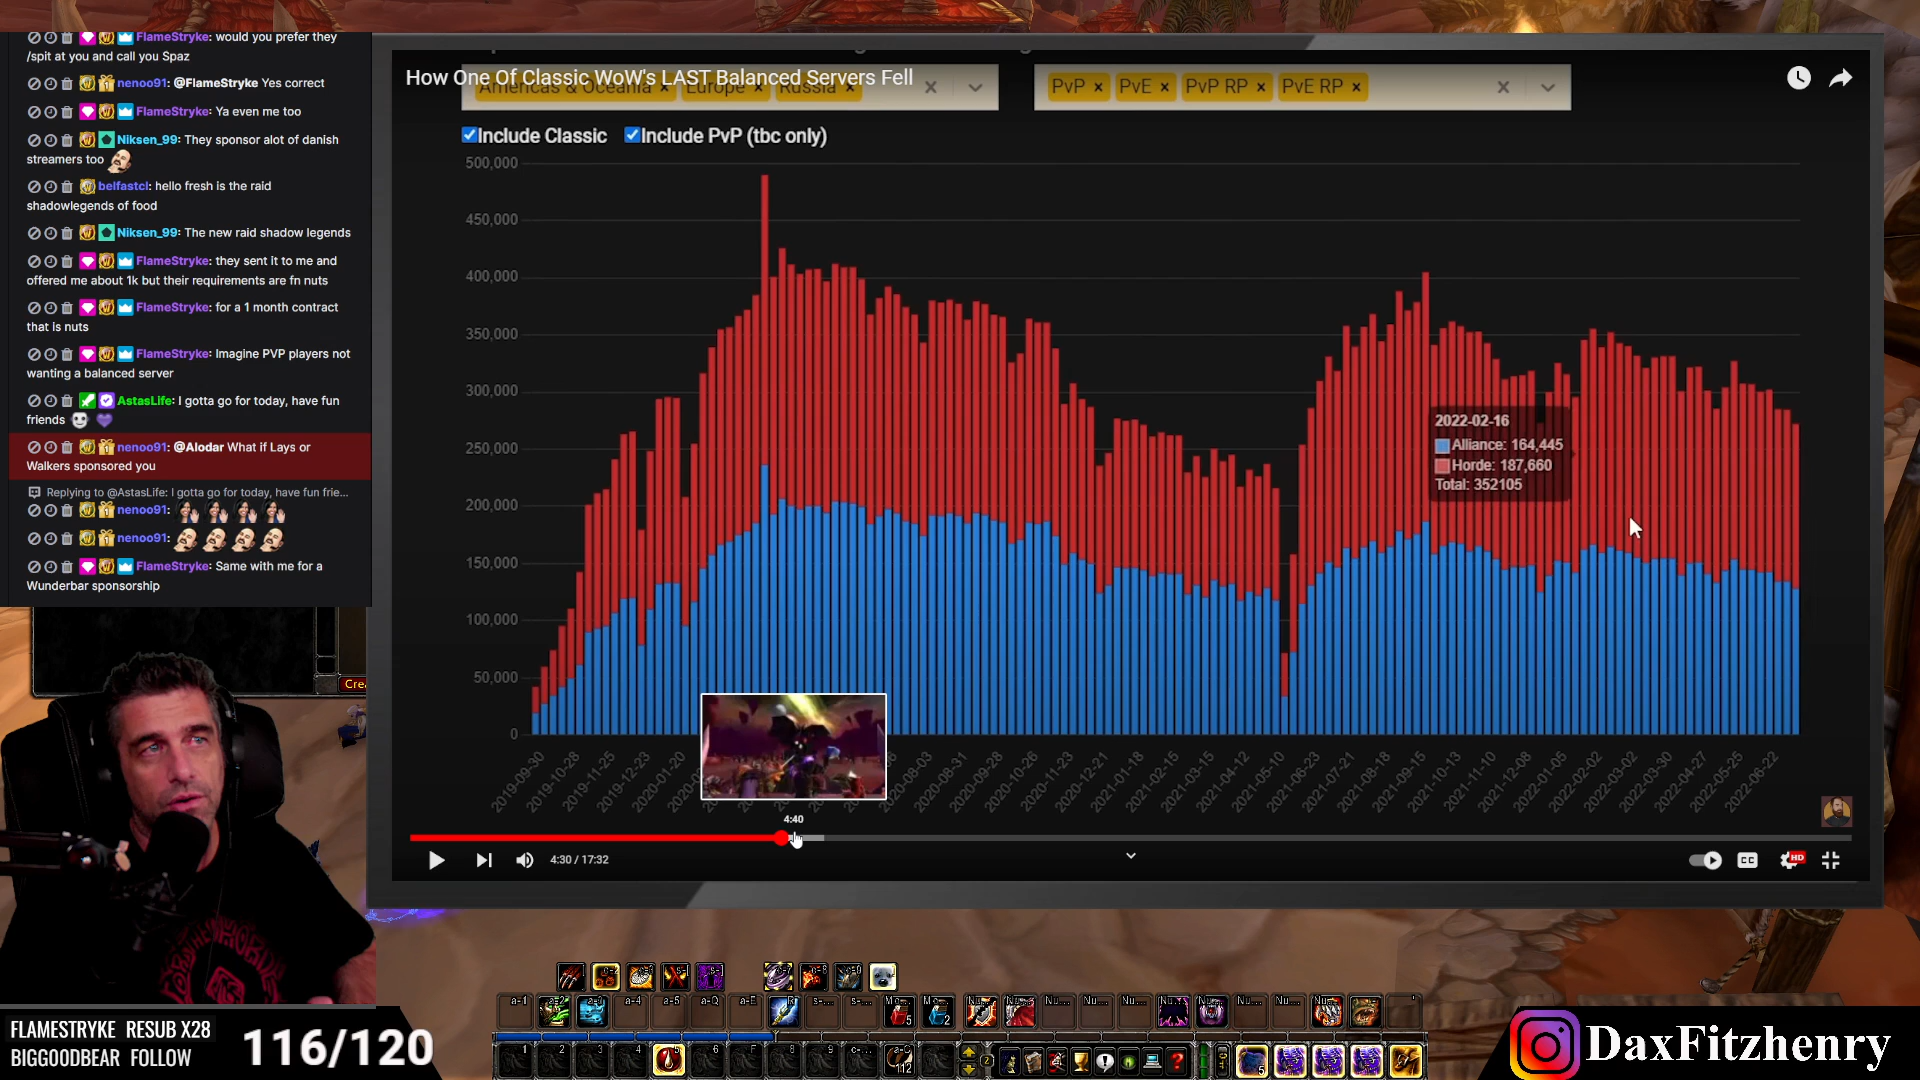 FlameStryke: would you prefer they
/spit at you and call you Spaz
nenoo91: @FlameStryke Yes correct
FlameStryke: Ya even me too
Niksen_99: They sponsor alot of danish
streamers too
belfastcl: hello fresh is the raid
shadowlegends of food
Niksen_99: The new raid shadow legends
FlameStryke: they sent it to me and
offered me about 1k but their requirements are fn nuts
FlameStryke: for a 1 month contract
that is nuts
FlameStryke: Imagine PVP players not
wanting a balanced server
AstasLife: I gotta go for today, have fun
friends
nenoo91: @Alodar What if Lays or
Walkers sponsored you
Replying to @AstasLife: I gotta go for today, have fun frie...
nenoo91:
nenoo91:
FlameStryke: Same with me for a
Wunderbar sponsorship
How One Of Classic WoW's LAST Balanced Servers Fell
Americas & Oceania × Europe × Russia ×
PvP × PvE × PvP RP × PvE RP ×
Include Classic Include PvP (tbc only)
500,000
450,000
400,000
350,000
300,000
250,000
200,000
150,000
100,000
50,000
0
2022-02-16
Alliance: 164,445
Horde: 187,660
Total: 352105
2019-09-30
2019-10-28
2019-11-25
2019-12-23
2020-01-20
2020-08-03
2020-08-31
2020-09-28
2020-10-26
2020-11-23
2020-12-21
2021-01-18
2021-02-15
2021-03-15
2021-04-12
2021-05-10
2021-06-23
2021-07-21
2021-08-18
2021-09-15
2021-10-13
2021-11-10
2021-12-08
2022-01-05
2022-02-02
2022-03-02
2022-03-30
2022-04-27
2022-05-25
2022-06-22
4:40
4:30 / 17:32
CC
HD
Crea
FLAMESTRYKE RESUB X28
BIGGOODBEAR FOLLOW
116/120
DaxFitzhenry